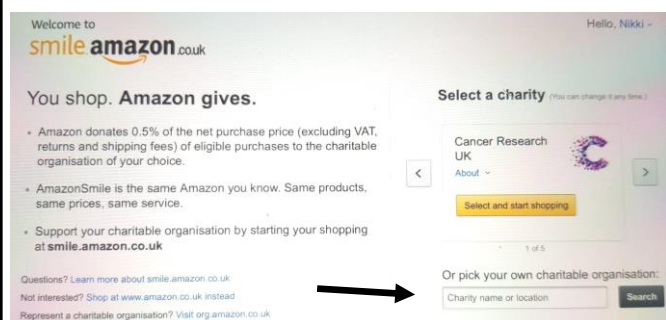 Welcome to
smile.amazon.co.uk
Hello, Nikki
You shop. Amazon gives.
Amazon donates 0.5% of the net purchase price (excluding VAT,
returns and shipping fees) of eligible purchases to the charitable
organisation of your choice.
AmazonSmile is the same Amazon you know. Same products,
same prices, same service.
Support your charitable organisation by starting your shopping
at smile.amazon.co.uk
Questions? Learn more about smile.amazon.co.uk
Not interested? Shop at www.amazon.co.uk instead
Represent a charitable organisation? Visit org.amazon.co.uk
Select a charity (You can change it any time.)
Cancer Research
UK
About
Select and start shopping
1 of 5
Or pick your own charitable organisation:
Charity name or location
Search